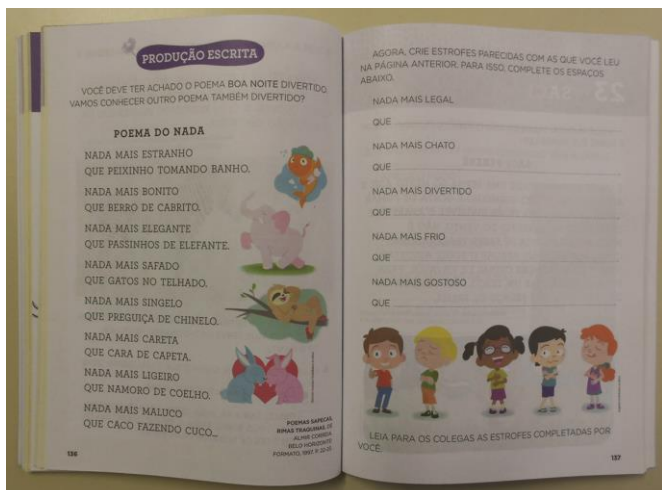 PRODUÇÃO ESCRITA
VOCÊ DEVE TER ACHADO O POEMA BOA NOITE DIVERTIDO.
VAMOS CONHECER OUTRO POEMA TAMBÉM DIVERTIDO?
POEMA DO NADA
NADA MAIS ESTRANHO
QUE PEIXINHO TOMANDO BANHO.
NADA MAIS BONITO
QUE BERRO DE CABRITO.
NADA MAIS ELEGANTE
QUE PASSINHOS DE ELEFANTE.
NADA MAIS SAFADO
QUE GATOS NO TELHADO.
NADA MAIS SINGELO
QUE PREGUIÇA DE CHINELO.
NADA MAIS CARETA
QUE CARA DE CAPETA.
NADA MAIS LIGEIRO
QUE NAMORO DE COELHO.
NADA MAIS MALUCO
QUE CACO FAZENDO CUCO...
POEMAS SAPECAS,
RIMAS TRAQUINAS, DE
ALMIR CORREIA.
BELO HORIZONTE:
FORMATO, 1997. P. 22-23.
136
AGORA, CRIE ESTROFES PARECIDAS COM AS QUE VOCÊ LEU
NA PÁGINA ANTERIOR. PARA ISSO, COMPLETE OS ESPAÇOS
ABAIXO.
NADA MAIS LEGAL
QUE
NADA MAIS CHATO
QUE
NADA MAIS DIVERTIDO
QUE
NADA MAIS FRIO
QUE
NADA MAIS GOSTOSO
QUE
LEIA PARA OS COLEGAS AS ESTROFES COMPLETADAS POR
VOCÊ.
137